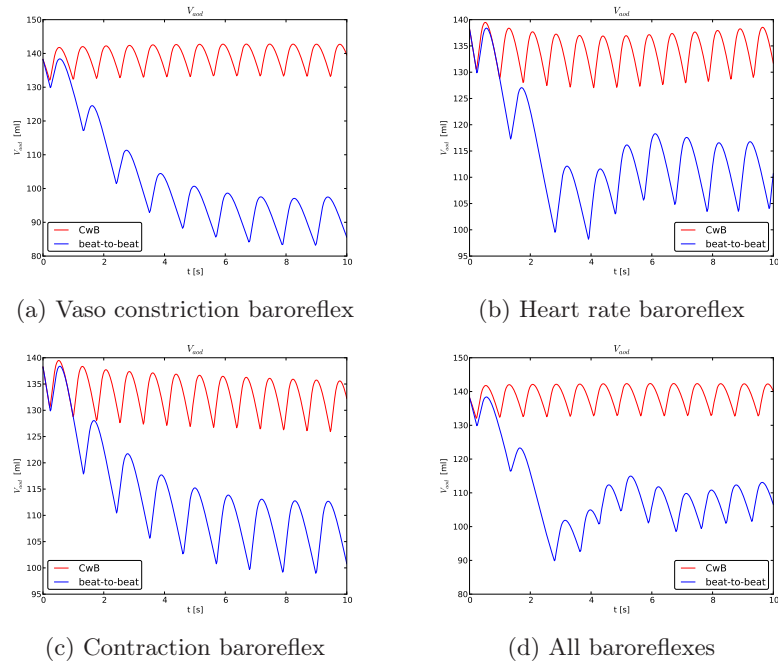 V_aod
150
140
130
120
110
100
90
80
V_aod [ml]
0 2 4 6 8 10
t [s]
CwB
beat-to-beat
(a) Vaso constriction baroreflex
V_aod
140
135
130
125
120
115
110
105
100
95
V_aod [ml]
0 2 4 6 8 10
t [s]
CwB
beat-to-beat
(b) Heart rate baroreflex
V_aod
140
135
130
125
120
115
110
105
100
95
V_aod [ml]
0 2 4 6 8 10
t [s]
CwB
beat-to-beat
(c) Contraction baroreflex
V_aod
150
140
130
120
110
100
90
80
V_aod [ml]
0 2 4 6 8 10
t [s]
CwB
beat-to-beat
(d) All baroreflexes